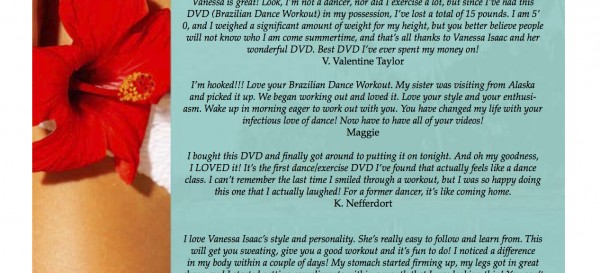 Vanessa is great! Look, I'm not a dancer, nor did I exercise a lot, but since I've had this
DVD (Brazilian Dance Workout) in my possession, I've lost a total of 15 pounds. I am 5'
0, and I weighed a significant amount of weight for my height, but you better believe people
will not know who I am come summertime, and that's all thanks to Vanessa Isaac and her
wonderful DVD. Best DVD I've ever spent my money on!
V. Valentine Taylor
I'm hooked!!! Love your Brazilian Dance Workout. My sister was visiting from Alaska
and picked it up. We began working out and loved it. Love your style and your enthusi-
asm. Wake up in morning eager to work out with you. You have changed my life with your
infectious love of dance! Now have to have all of your videos!
Maggie
I bought this DVD and finally got around to putting it on tonight. And oh my goodness,
I LOVED it! It's the first dance/exercise DVD I've found that actually feels like a dance
class. I can't remember the last time I smiled through a workout, but I was so happy doing
this one that I actually laughed! For a former dancer, it's like coming home.
K. Nefferdort
I love Vanessa Isaac's style and personality. She's really easy to follow and learn from. This
will get you sweating, give you a good workout and it's fun to do! I noticed a difference
in my body within a couple of days! My stomach started firming up, my legs got in great